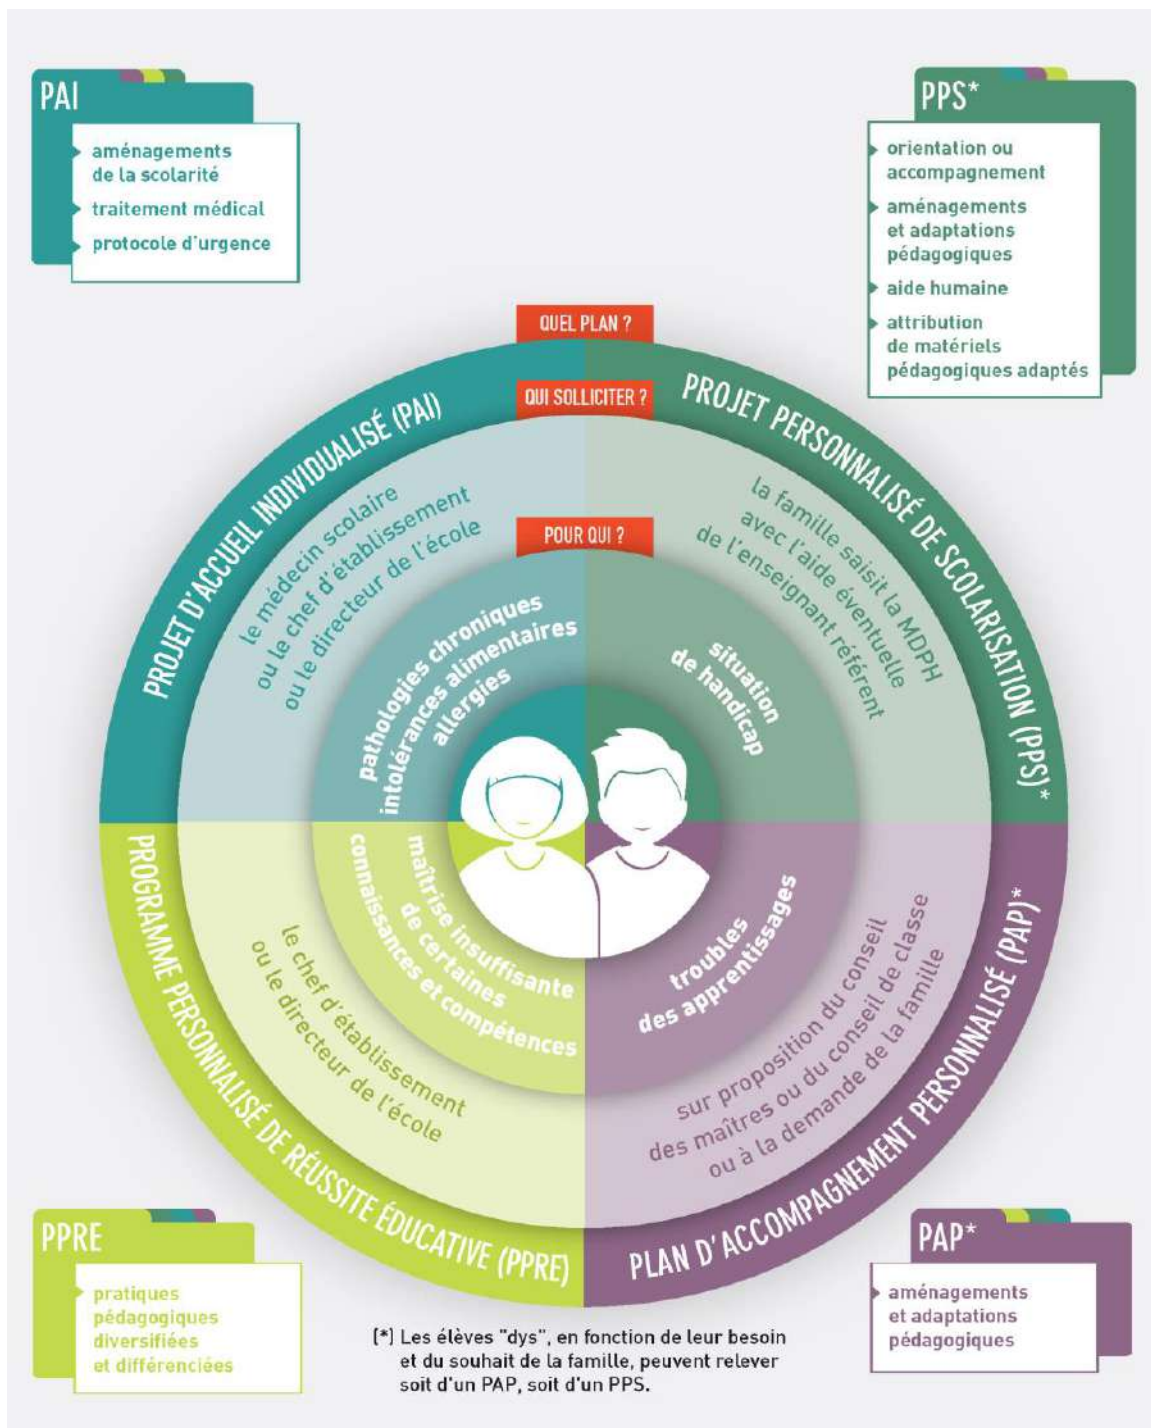 PAI
aménagements
de la scolarité
traitement médical
protocole d'urgence
PPS*
orientation ou
accompagnement
aménagements
et adaptations
pédagogiques
aide humaine
attribution
de matériels
pédagogiques adaptés
QUEL PLAN ?
QUI SOLLICITER ?
POUR QUI ?
PROJET D'ACCUEIL INDIVIDUALISÉ (PAI)
le médecin scolaire
ou le chef d'établissement
ou le directeur de l'école
pathologies chroniques
intolérances alimentaires
allergies
PROJET PERSONNALISÉ DE SCOLARISATION (PPS)*
la famille saisit la MDPH
avec l'aide éventuelle
de l'enseignant référent
situation
de handicap
PROGRAMME PERSONNALISÉ DE RÉUSSITE ÉDUCATIVE (PPRE)
le chef d'établissement
ou le directeur de l'école
maîtrise insuffisante
de certaines
connaissances et compétences
PLAN D'ACCOMPAGNEMENT PERSONNALISÉ (PAP)*
sur proposition du conseil
des maîtres ou du conseil de classe
ou à la demande de la famille
troubles
des apprentissages
PPRE
pratiques
pédagogiques
diversifiées
et différenciées
PAP*
aménagements
et adaptations
pédagogiques
(*) Les élèves "dys", en fonction de leur besoin
et du souhait de la famille, peuvent relever
soit d'un PAP, soit d'un PPS.